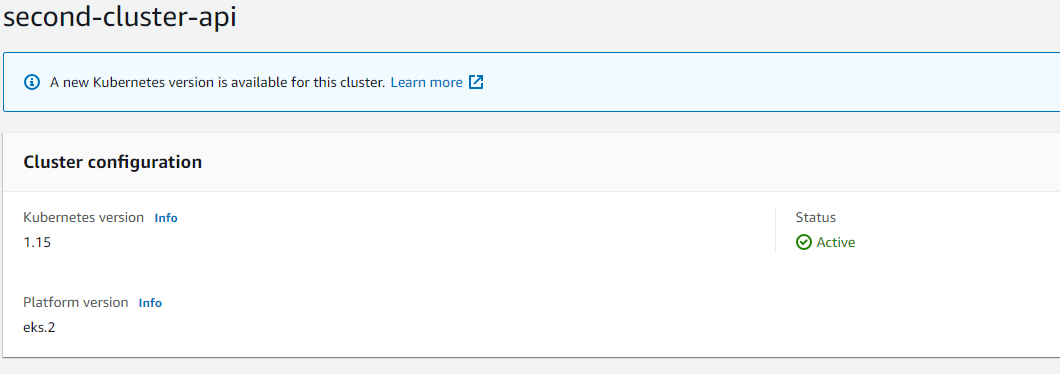 second-cluster-api
A new Kubernetes version is available for this cluster. Learn more
Cluster configuration
Kubernetes version Info
1.15
Status
Active
Platform version Info
eks.2